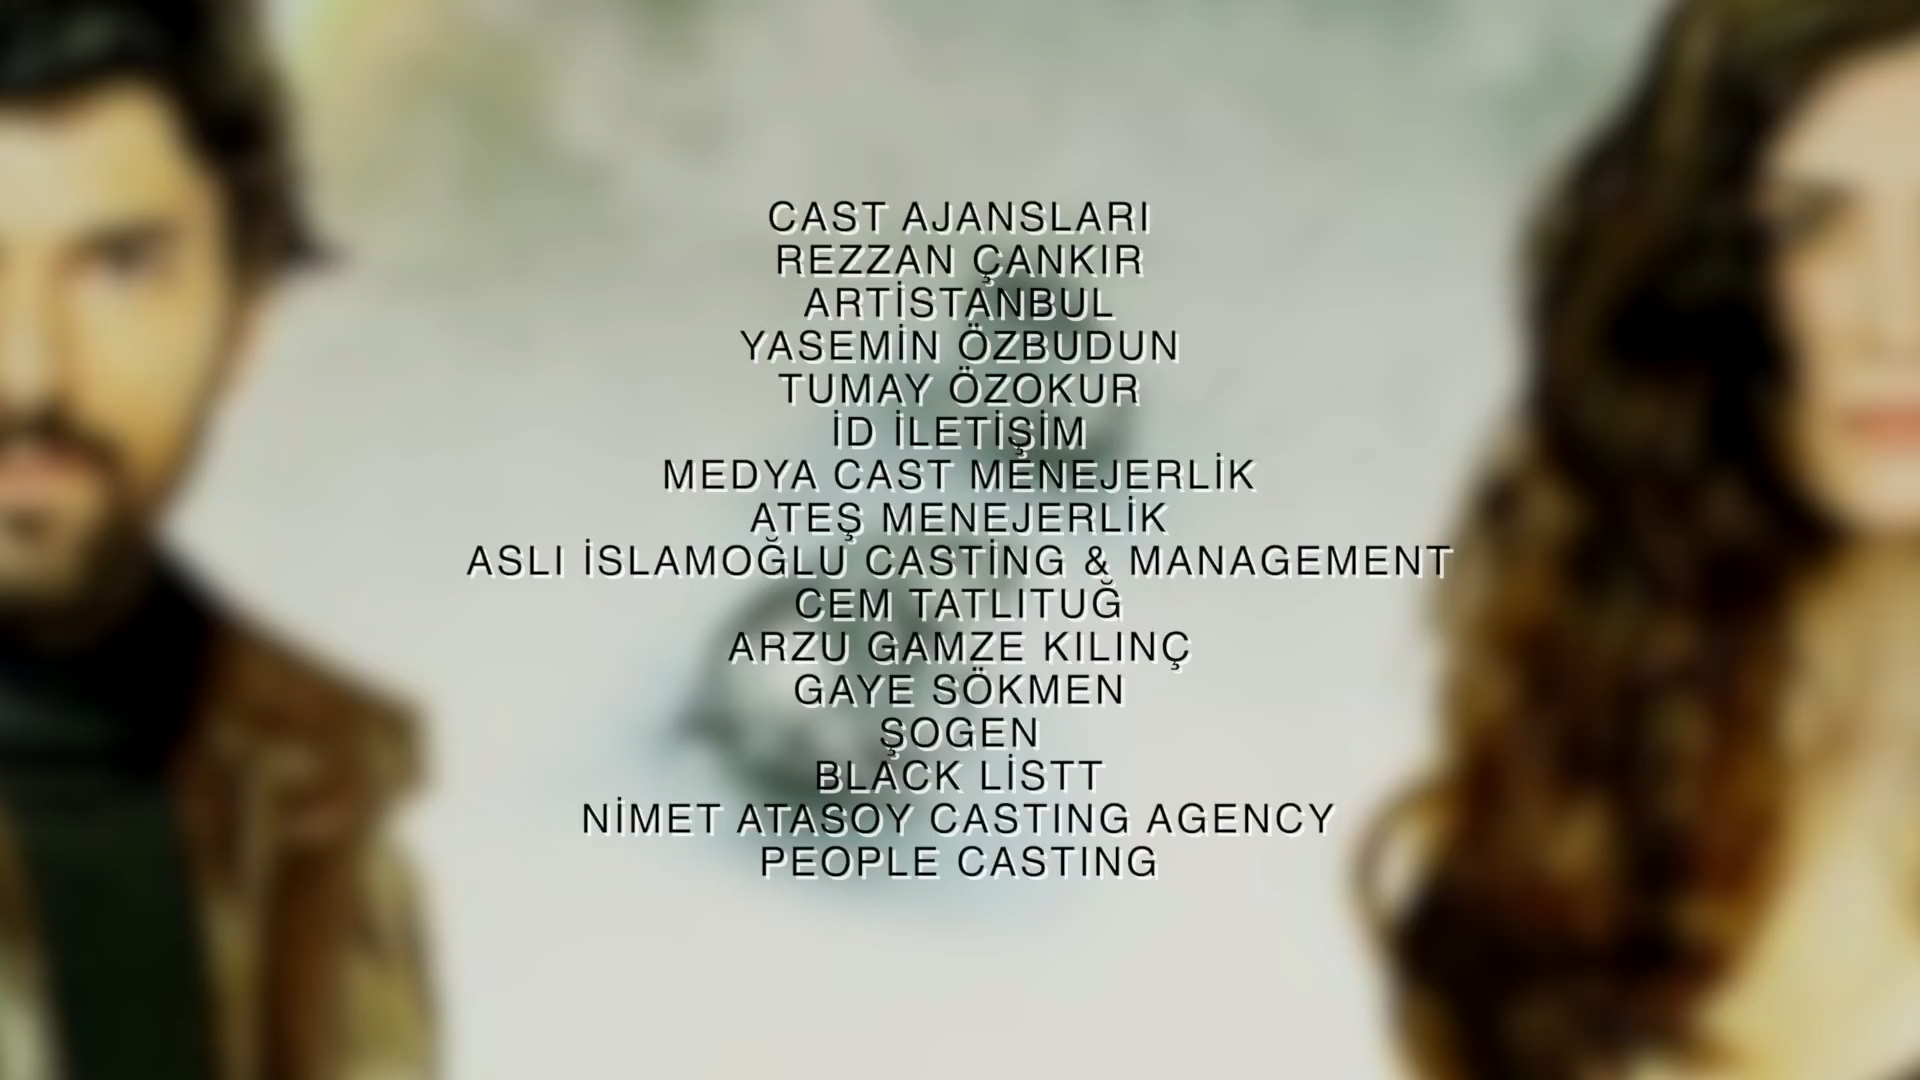 CAST AJANSLARI
REZZAN ÇANKIR
ARTİSTANBUL
YASEMİN ÖZBUDUN
TUMAY ÖZOKUR
İD İLETİŞİM
MEDYA CAST MENEJERLİK
ATEŞ MENEJERLİK
ASLI İSLAMOĞLU CASTİNG & MANAGEMENT
CEM TATLITUĞ
ARZU GAMZE KILINÇ
GAYE SÖKMEN
ŞOGEN
BLACK LİSTT
NİMET ATASOY CASTING AGENCY
PEOPLE CASTING